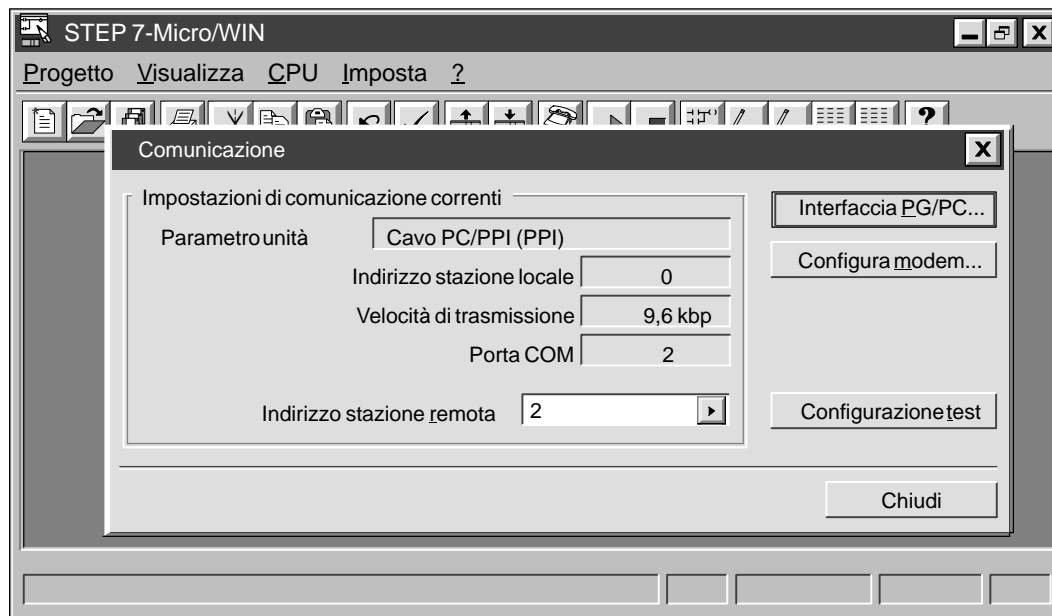 STEP 7-Micro/WIN
Progetto Visualizza CPU Imposta ?
Comunicazione
Impostazioni di comunicazione correnti
Parametro unità Cavo PC/PPI (PPI)
Indirizzo stazione locale 0
Velocità di trasmissione 9,6 kbp
Porta COM 2
Indirizzo stazione remota 2
Interfaccia PG/PC...
Configura modem...
Configurazione test
Chiudi